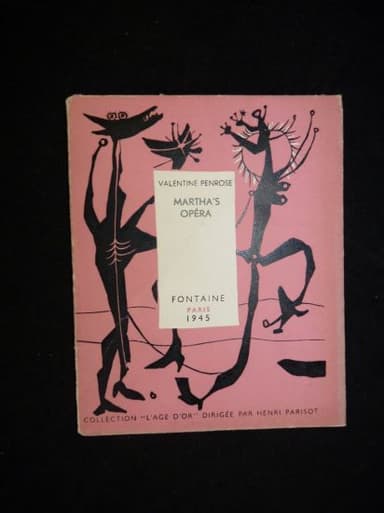 VALENTINE PENROSE
MARTHA'S
OPÉRA
FONTAINE
PARIS
1945
COLLECTION "L'AGE D'OR" DIRIGÉE PAR HENRI PARISOT